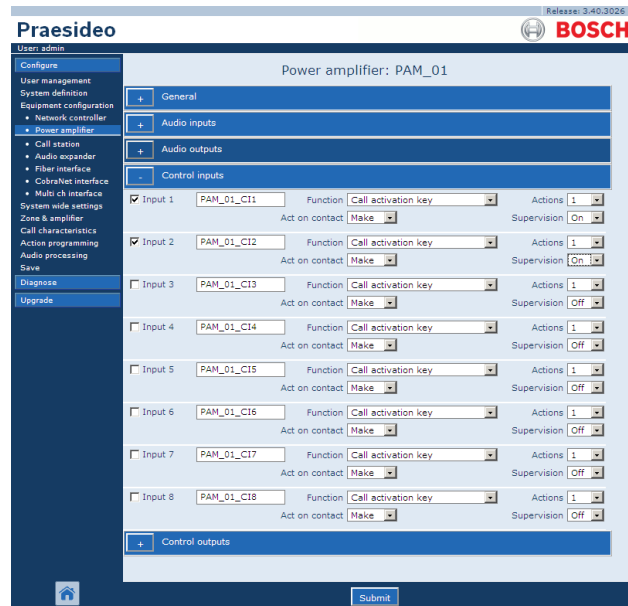 Release: 3.40.3026
Praesideo
BOSCH
User: admin
Configure
User management
System definition
Equipment configuration
• Network controller
• Power amplifier
• Call station
• Audio expander
• Fiber interface
• CobraNet interface
• Multi ch interface
System wide settings
Zone & amplifier
Call characteristics
Action programming
Audio processing
Save
Diagnose
Upgrade
Power amplifier: PAM_01
+ General
+ Audio inputs
+ Audio outputs
- Control inputs
Input 1 PAM_01_CI1 Function Call activation key Actions 1
Act on contact Make Supervision On
Input 2 PAM_01_CI2 Function Call activation key Actions 1
Act on contact Make Supervision On
Input 3 PAM_01_CI3 Function Call activation key Actions 1
Act on contact Make Supervision Off
Input 4 PAM_01_CI4 Function Call activation key Actions 1
Act on contact Make Supervision Off
Input 5 PAM_01_CI5 Function Call activation key Actions 1
Act on contact Make Supervision Off
Input 6 PAM_01_CI6 Function Call activation key Actions 1
Act on contact Make Supervision Off
Input 7 PAM_01_CI7 Function Call activation key Actions 1
Act on contact Make Supervision Off
Input 8 PAM_01_CI8 Function Call activation key Actions 1
Act on contact Make Supervision Off
+ Control outputs
Submit